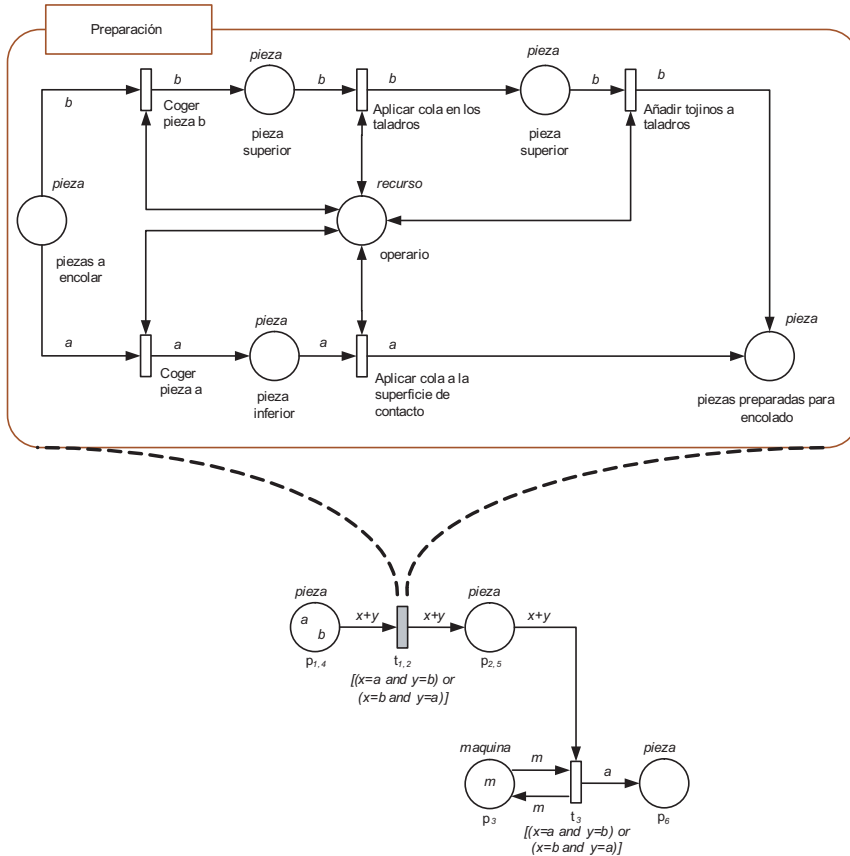 Preparación
pieza
pieza
b
b
b
b
b
b
Coger
pieza b
Aplicar cola en los
taladros
Añadir tojinos a
taladros
pieza
superior
pieza
superior
pieza
recurso
piezas a
encolar
operario
pieza
pieza
a
a
a
a
Coger
pieza a
pieza
inferior
Aplicar cola a la
superficie de
contacto
piezas preparadas para
encolado
pieza
pieza
a
b
x+y
x+y
x+y
p1,4
t1,2
p2,5
[(x=a and y=b) or
(x=b and y=a)]
maquina
pieza
m
m
a
m
p3
t3
p6
[(x=a and y=b) or
(x=b and y=a)]